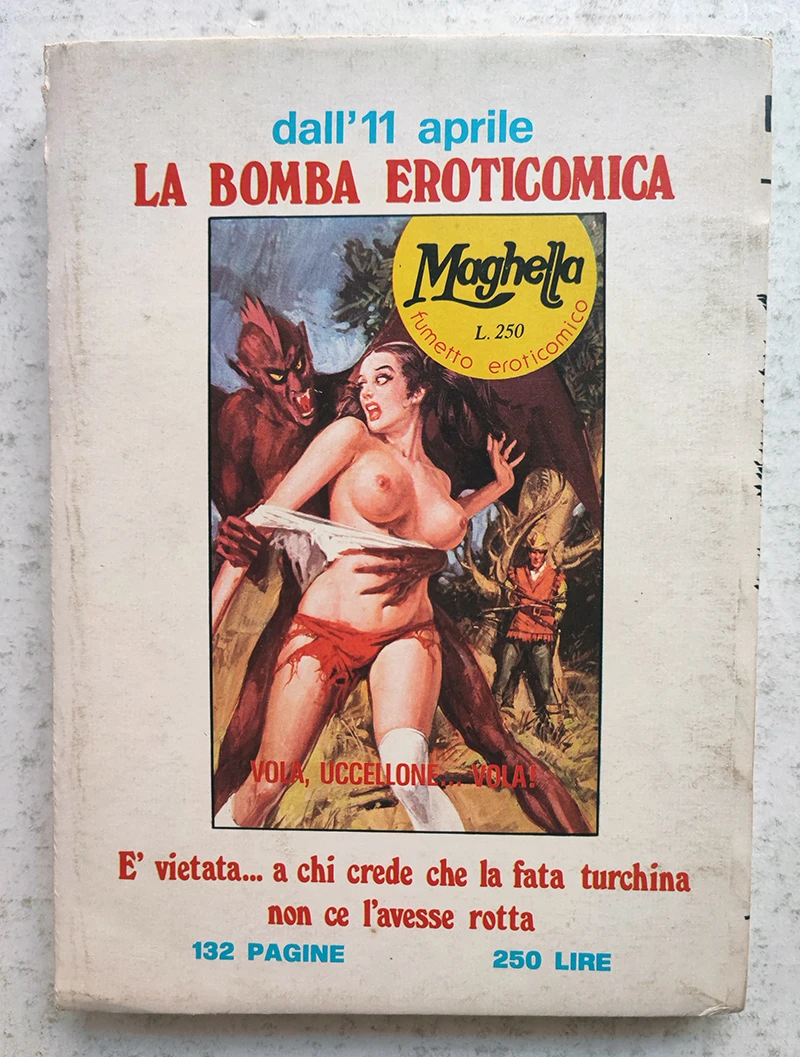 dall'11 aprile
LA BOMBA EROTICOMICA
Maghella
L. 250
fumetto eroticomico
VOLA, UCCELLONE... VOLA!
E' vietata... a chi crede che la fata turchina
non ce l'avesse rotta
132 PAGINE
250 LIRE